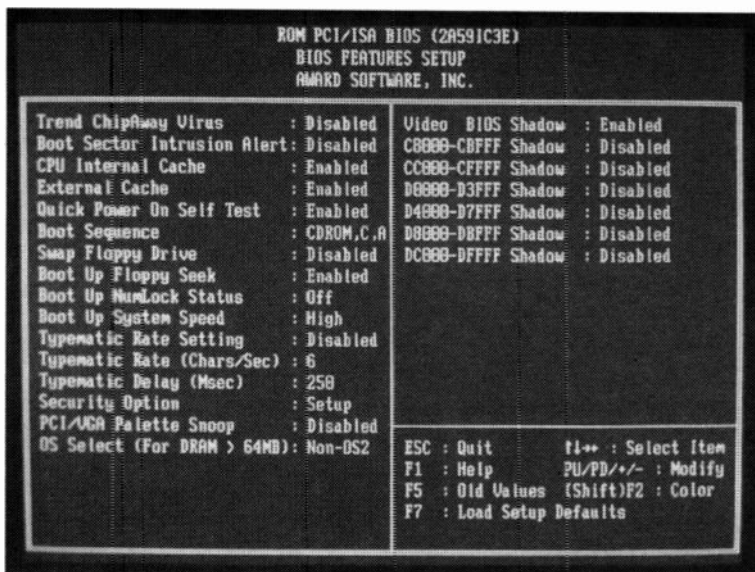 ROM PCI/ISA BIOS (2A59IC3E)
BIOS FEATURES SETUP
AWARD SOFTWARE, INC.
Trend ChipAway Virus : Disabled
Boot Sector Intrusion Alert: Disabled
CPU Internal Cache : Enabled
External Cache : Enabled
Quick Power On Self Test : Enabled
Boot Sequence : CDROM,C,A
Swap Floppy Drive : Disabled
Boot Up Floppy Seek : Enabled
Boot Up NumLock Status : Off
Boot Up System Speed : High
Typematic Rate Setting : Disabled
Typematic Rate (Chars/Sec) : 6
Typematic Delay (Msec) : 250
Security Option : Setup
PCI/VGA Palette Snoop : Disabled
OS Select (For DRAM > 64MB): Non-OS2
Video BIOS Shadow : Enabled
C8000-CBFFF Shadow : Disabled
CC000-CFFFF Shadow : Disabled
D0000-D3FFF Shadow : Disabled
D4000-D7FFF Shadow : Disabled
D8000-DBFFF Shadow : Disabled
DC000-DFFFF Shadow : Disabled
ESC : Quit ↑↓→← : Select Item
F1 : Help PU/PD/+/- : Modify
F5 : Old Values (Shift)F2 : Color
F7 : Load Setup Defaults